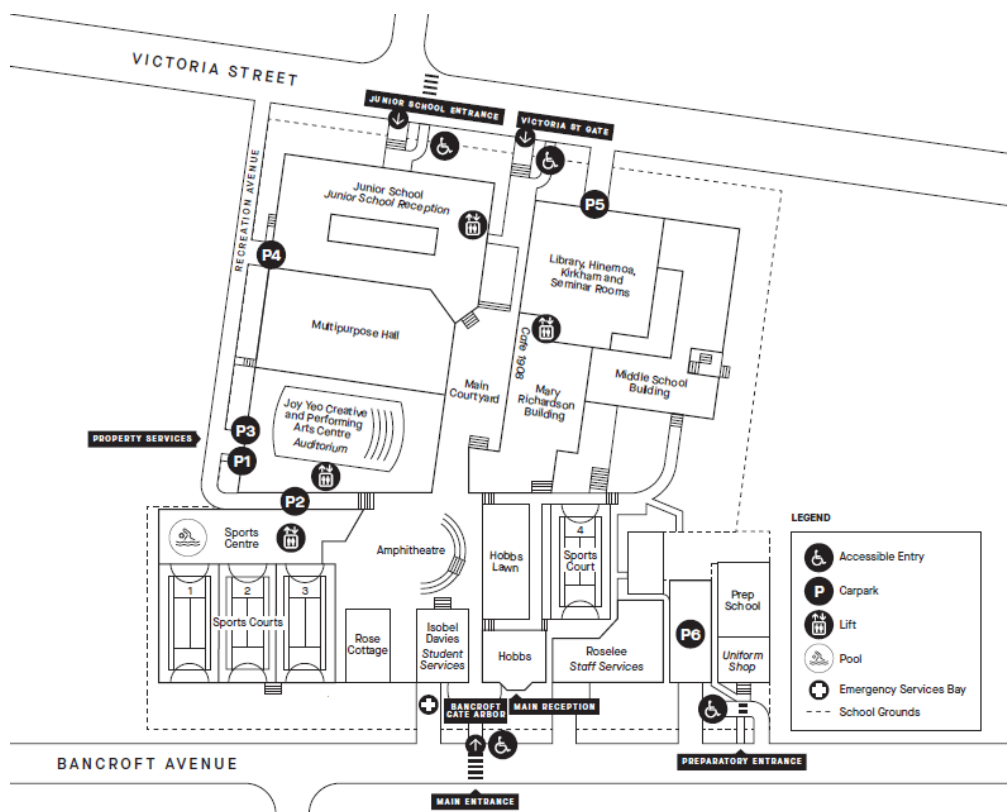 VICTORIA STREET
JUNIOR SCHOOL ENTRANCE
VICTORIA ST GATE
RECREATION AVENUE
Junior School
Junior School Reception
P5
P4
Library, Hinemoa,
Kirkham and
Seminar Rooms
Multipurpose Hall
Cafe 1908
Main
Courtyard
Mary
Richardson
Building
Middle School
Building
Joy Yeo Creative
and Performing
Arts Centre
Auditorium
PROPERTY SERVICES
P3
P1
P2
Sports
Centre
Amphitheatre
Hobbs
Lawn
4
Sports
Court
1
2
3
Sports Courts
Rose
Cottage
Isobel
Davies
Student
Services
Hobbs
Roselee
Staff Services
P6
Prep
School
Uniform
Shop
BANCROFT
GATE ARBOR
MAIN RECEPTION
PREPARATORY ENTRANCE
BANCROFT AVENUE
MAIN ENTRANCE
LEGEND
Accessible Entry
P
Carpark
Lift
Pool
Emergency Services Bay
School Grounds